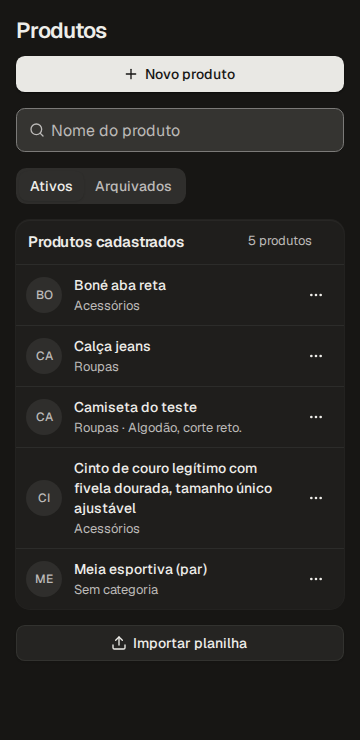 Produtos
+ Novo produto
Nome do produto
Ativos Arquivados
Produtos cadastrados 5 produtos
BO Boné aba reta
Acessórios
CA Calça jeans
Roupas
CA Camiseta do teste
Roupas · Algodão, corte reto.
Cinto de couro legítimo com
fivela dourada, tamanho único
CI
ajustável
Acessórios
ME Meia esportiva (par)
Sem categoria
Importar planilha